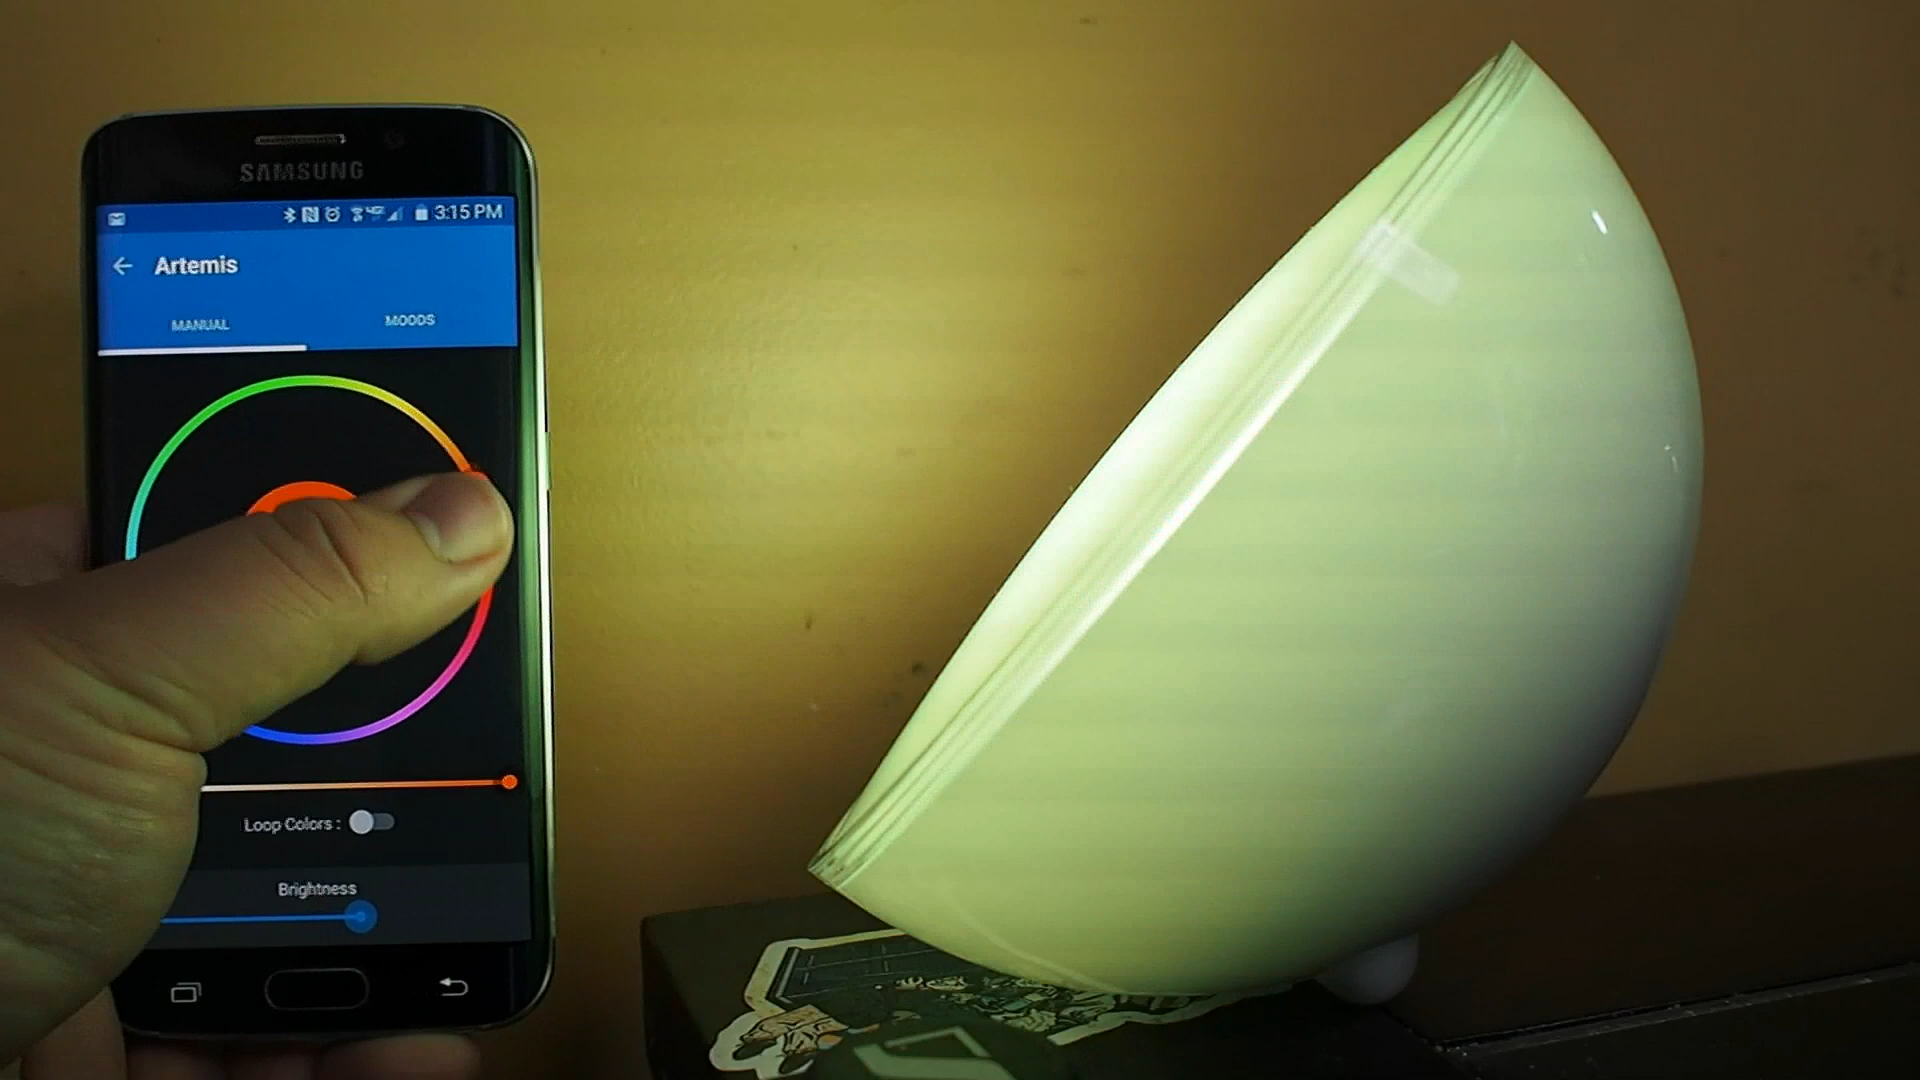 SAMSUNG
3:15 PM
Artemis
MANUAL
MOODS
Loop Colors :
Brightness